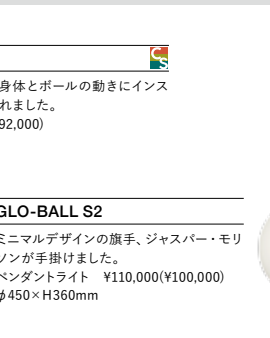 CS
身体とボールの動きにインス
れました。
92,000)
GLO-BALL S2
ミニマルデザインの旗手、ジャスパー・モリ
ソンが手掛けました。
ペンダントライト ¥110,000(¥100,000)
φ450×H360mm